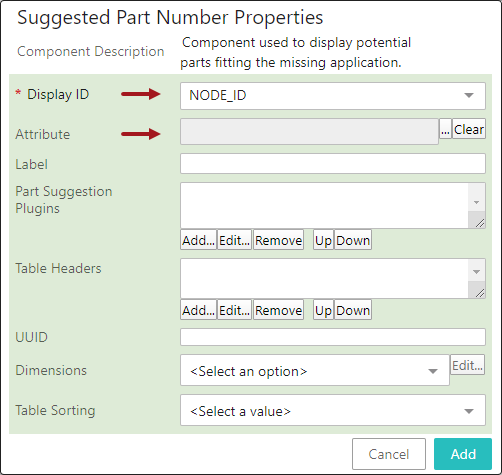 Suggested Part Number Properties
Component Description
Component used to display potential
parts fitting the missing application.
* Display ID
NODE_ID
Attribute
... Clear
Label
Part Suggestion
Plugins
Add... Edit... Remove Up Down
Table Headers
Add... Edit... Remove Up Down
UUID
Dimensions
<Select an option>
Edit...
Table Sorting
<Select a value>
Cancel
Add